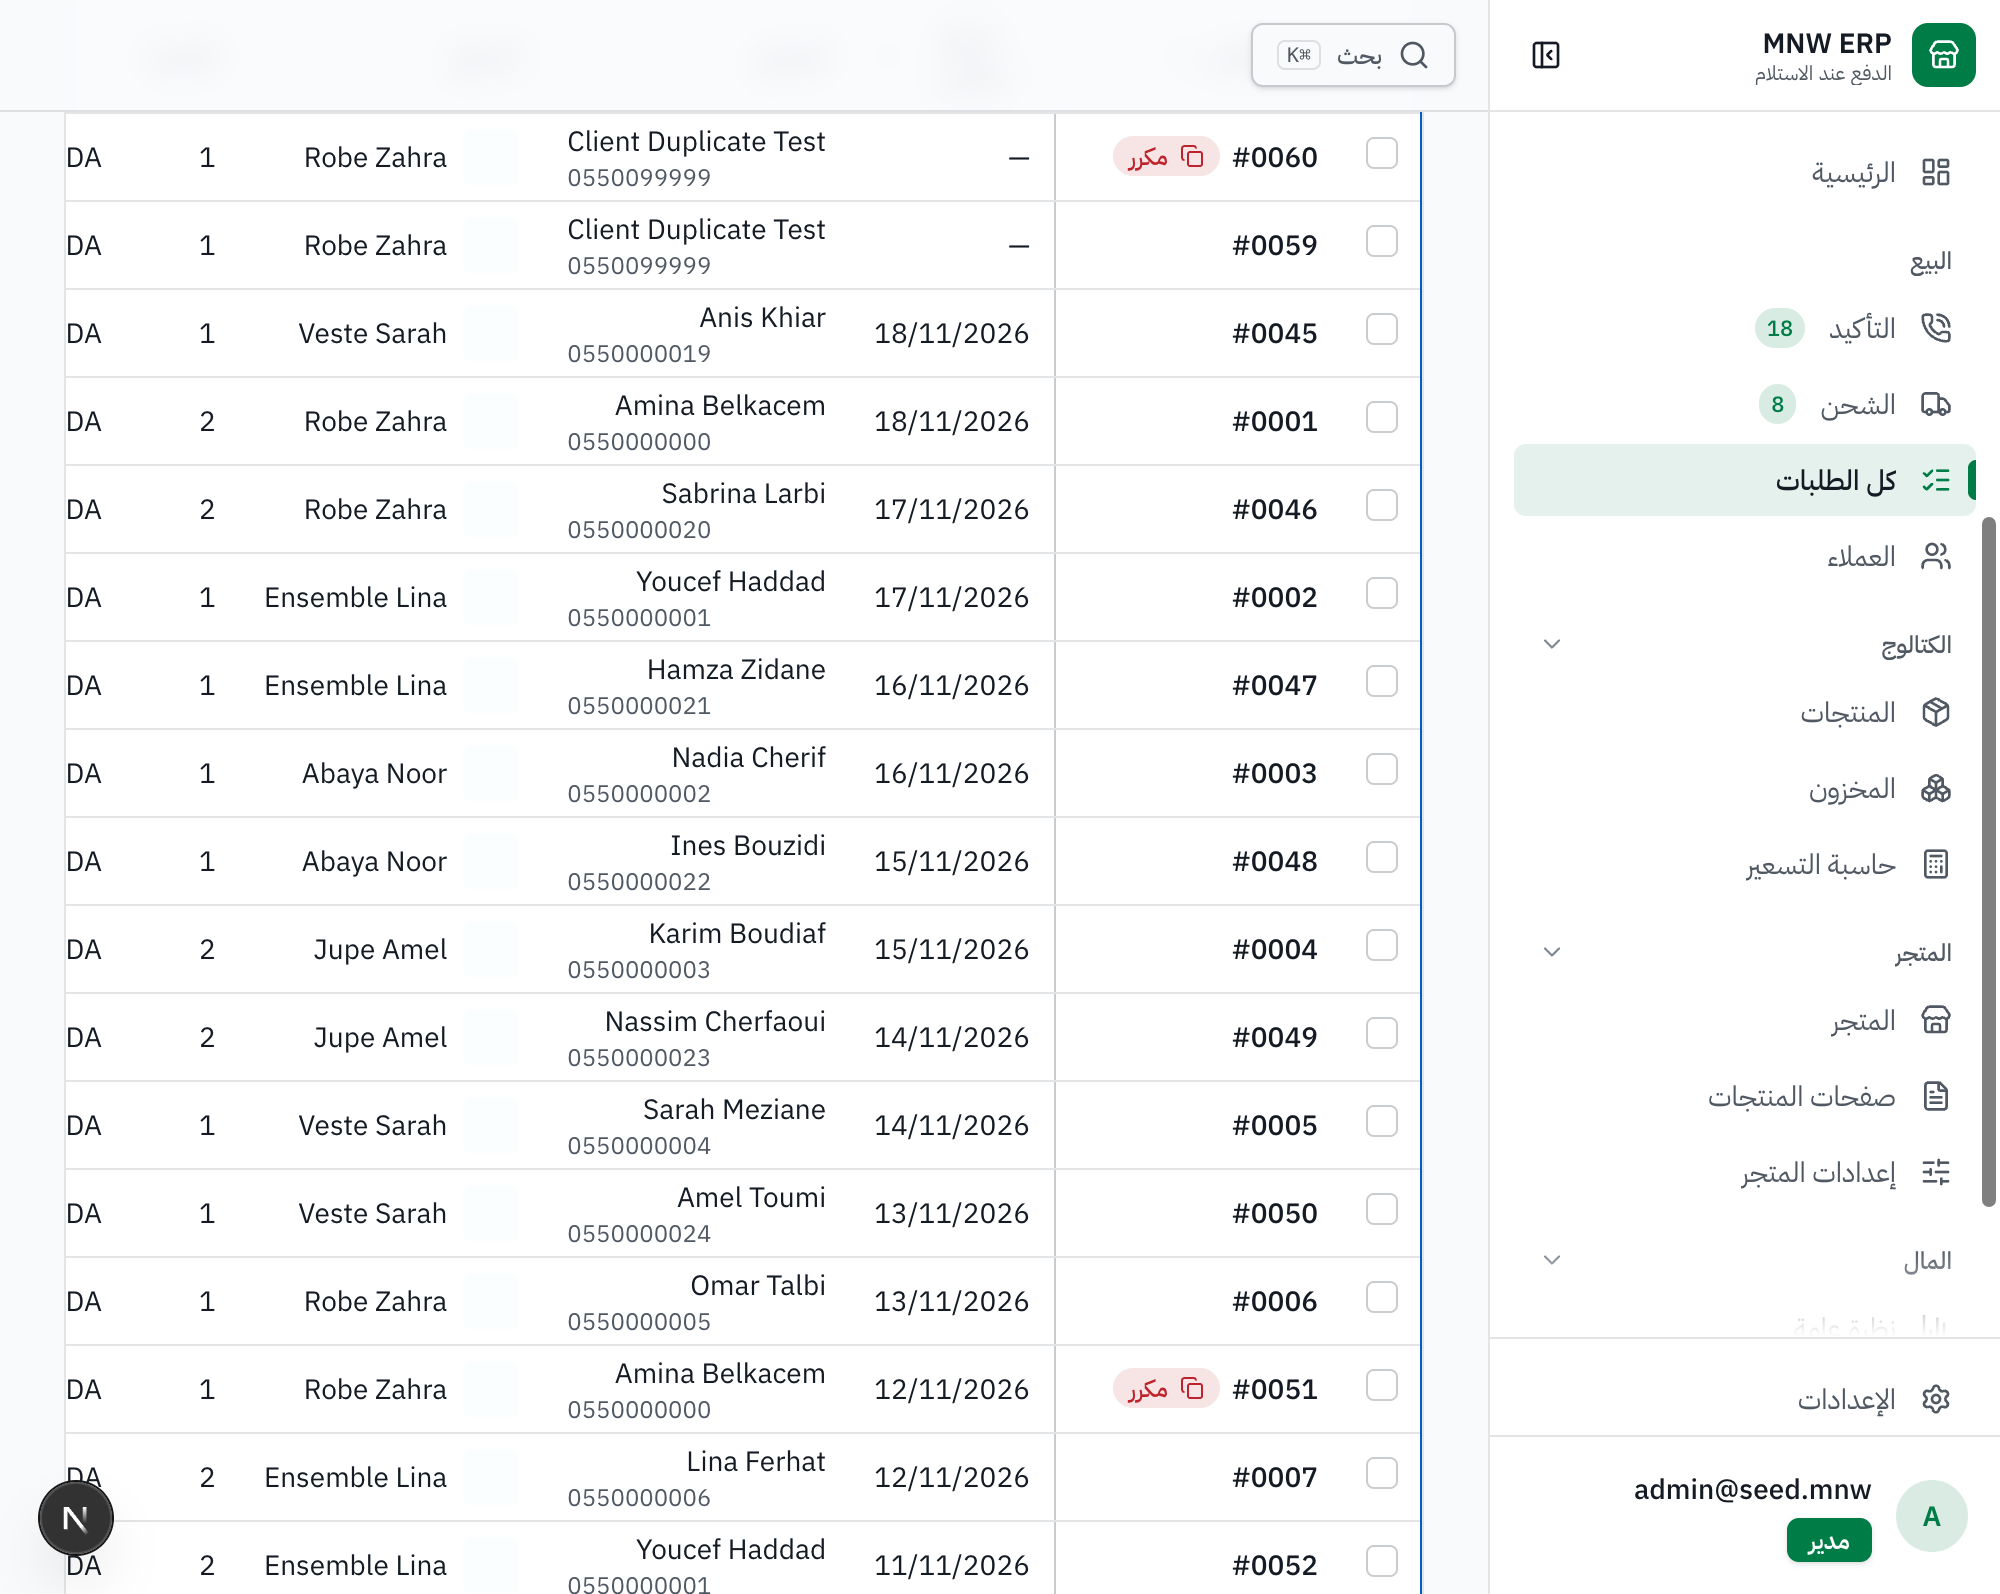 MNW ERP
الدفع عند الاستلام
بحث
⌘K
الرئيسية
البيع
التأكيد 18
الشحن 8
كل الطلبات
العملاء
الكتالوج
المنتجات
المخزون
حاسبة التسعير
المتجر
المتجر
صفحات المنتجات
إعدادات المتجر
المال
نظرة عامة
الإعدادات
admin@seed.mnw
مدير
A
#0060 مكرر — Client Duplicate Test 0550099999 Robe Zahra 1 DA
#0059 — Client Duplicate Test 0550099999 Robe Zahra 1 DA
#0045 18/11/2026 Anis Khiar 0550000019 Veste Sarah 1 DA
#0001 18/11/2026 Amina Belkacem 0550000000 Robe Zahra 2 DA
#0046 17/11/2026 Sabrina Larbi 0550000020 Robe Zahra 2 DA
#0002 17/11/2026 Youcef Haddad 0550000001 Ensemble Lina 1 DA
#0047 16/11/2026 Hamza Zidane 0550000021 Ensemble Lina 1 DA
#0003 16/11/2026 Nadia Cherif 0550000002 Abaya Noor 1 DA
#0048 15/11/2026 Ines Bouzidi 0550000022 Abaya Noor 1 DA
#0004 15/11/2026 Karim Boudiaf 0550000003 Jupe Amel 2 DA
#0049 14/11/2026 Nassim Cherfaoui 0550000023 Jupe Amel 2 DA
#0005 14/11/2026 Sarah Meziane 0550000004 Veste Sarah 1 DA
#0050 13/11/2026 Amel Toumi 0550000024 Veste Sarah 1 DA
#0006 13/11/2026 Omar Talbi 0550000005 Robe Zahra 1 DA
#0051 مكرر 12/11/2026 Amina Belkacem 0550000000 Robe Zahra 1 DA
#0007 12/11/2026 Lina Ferhat 0550000006 Ensemble Lina 2 DA
#0052 11/11/2026 Youcef Haddad 0550000001 Ensemble Lina 2 DA
N